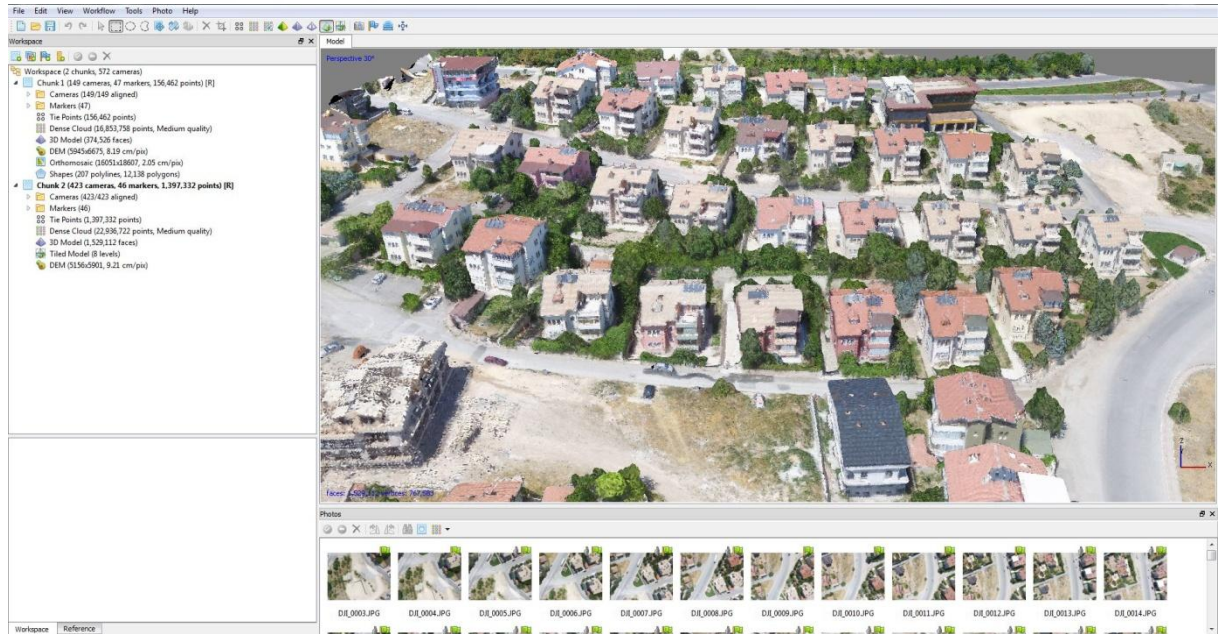 File Edit View Workflow Tools Photo Help
Workspace
Model
Workspace (2 chunks, 572 cameras)
Chunk 1 (149 cameras, 47 markers, 156,462 points) [R]
Cameras (149/149 aligned)
Markers (47)
Tie Points (156,462 points)
Dense Cloud (16,853,758 points, Medium quality)
3D Model (374,526 faces)
DEM (5945x6675, 8.19 cm/pix)
Orthomosaic (16051x18607, 2.05 cm/pix)
Shapes (207 polylines, 12,138 polygons)
Chunk 2 (423 cameras, 46 markers, 1,397,332 points) [R]
Cameras (423/423 aligned)
Markers (46)
Tie Points (1,397,332 points)
Dense Cloud (22,936,722 points, Medium quality)
3D Model (1,529,112 faces)
Tiled Model (8 levels)
DEM (5156x5901, 9.21 cm/pix)
Perspective 30°
Z
X
faces: 1,529,112 vertices:
Photos
DJI_0003.JPG DJI_0004.JPG DJI_0005.JPG DJI_0006.JPG DJI_0007.JPG DJI_0008.JPG DJI_0009.JPG DJI_0010.JPG DJI_0011.JPG DJI_0012.JPG DJI_0013.JPG DJI_0014.JPG
Workspace Reference